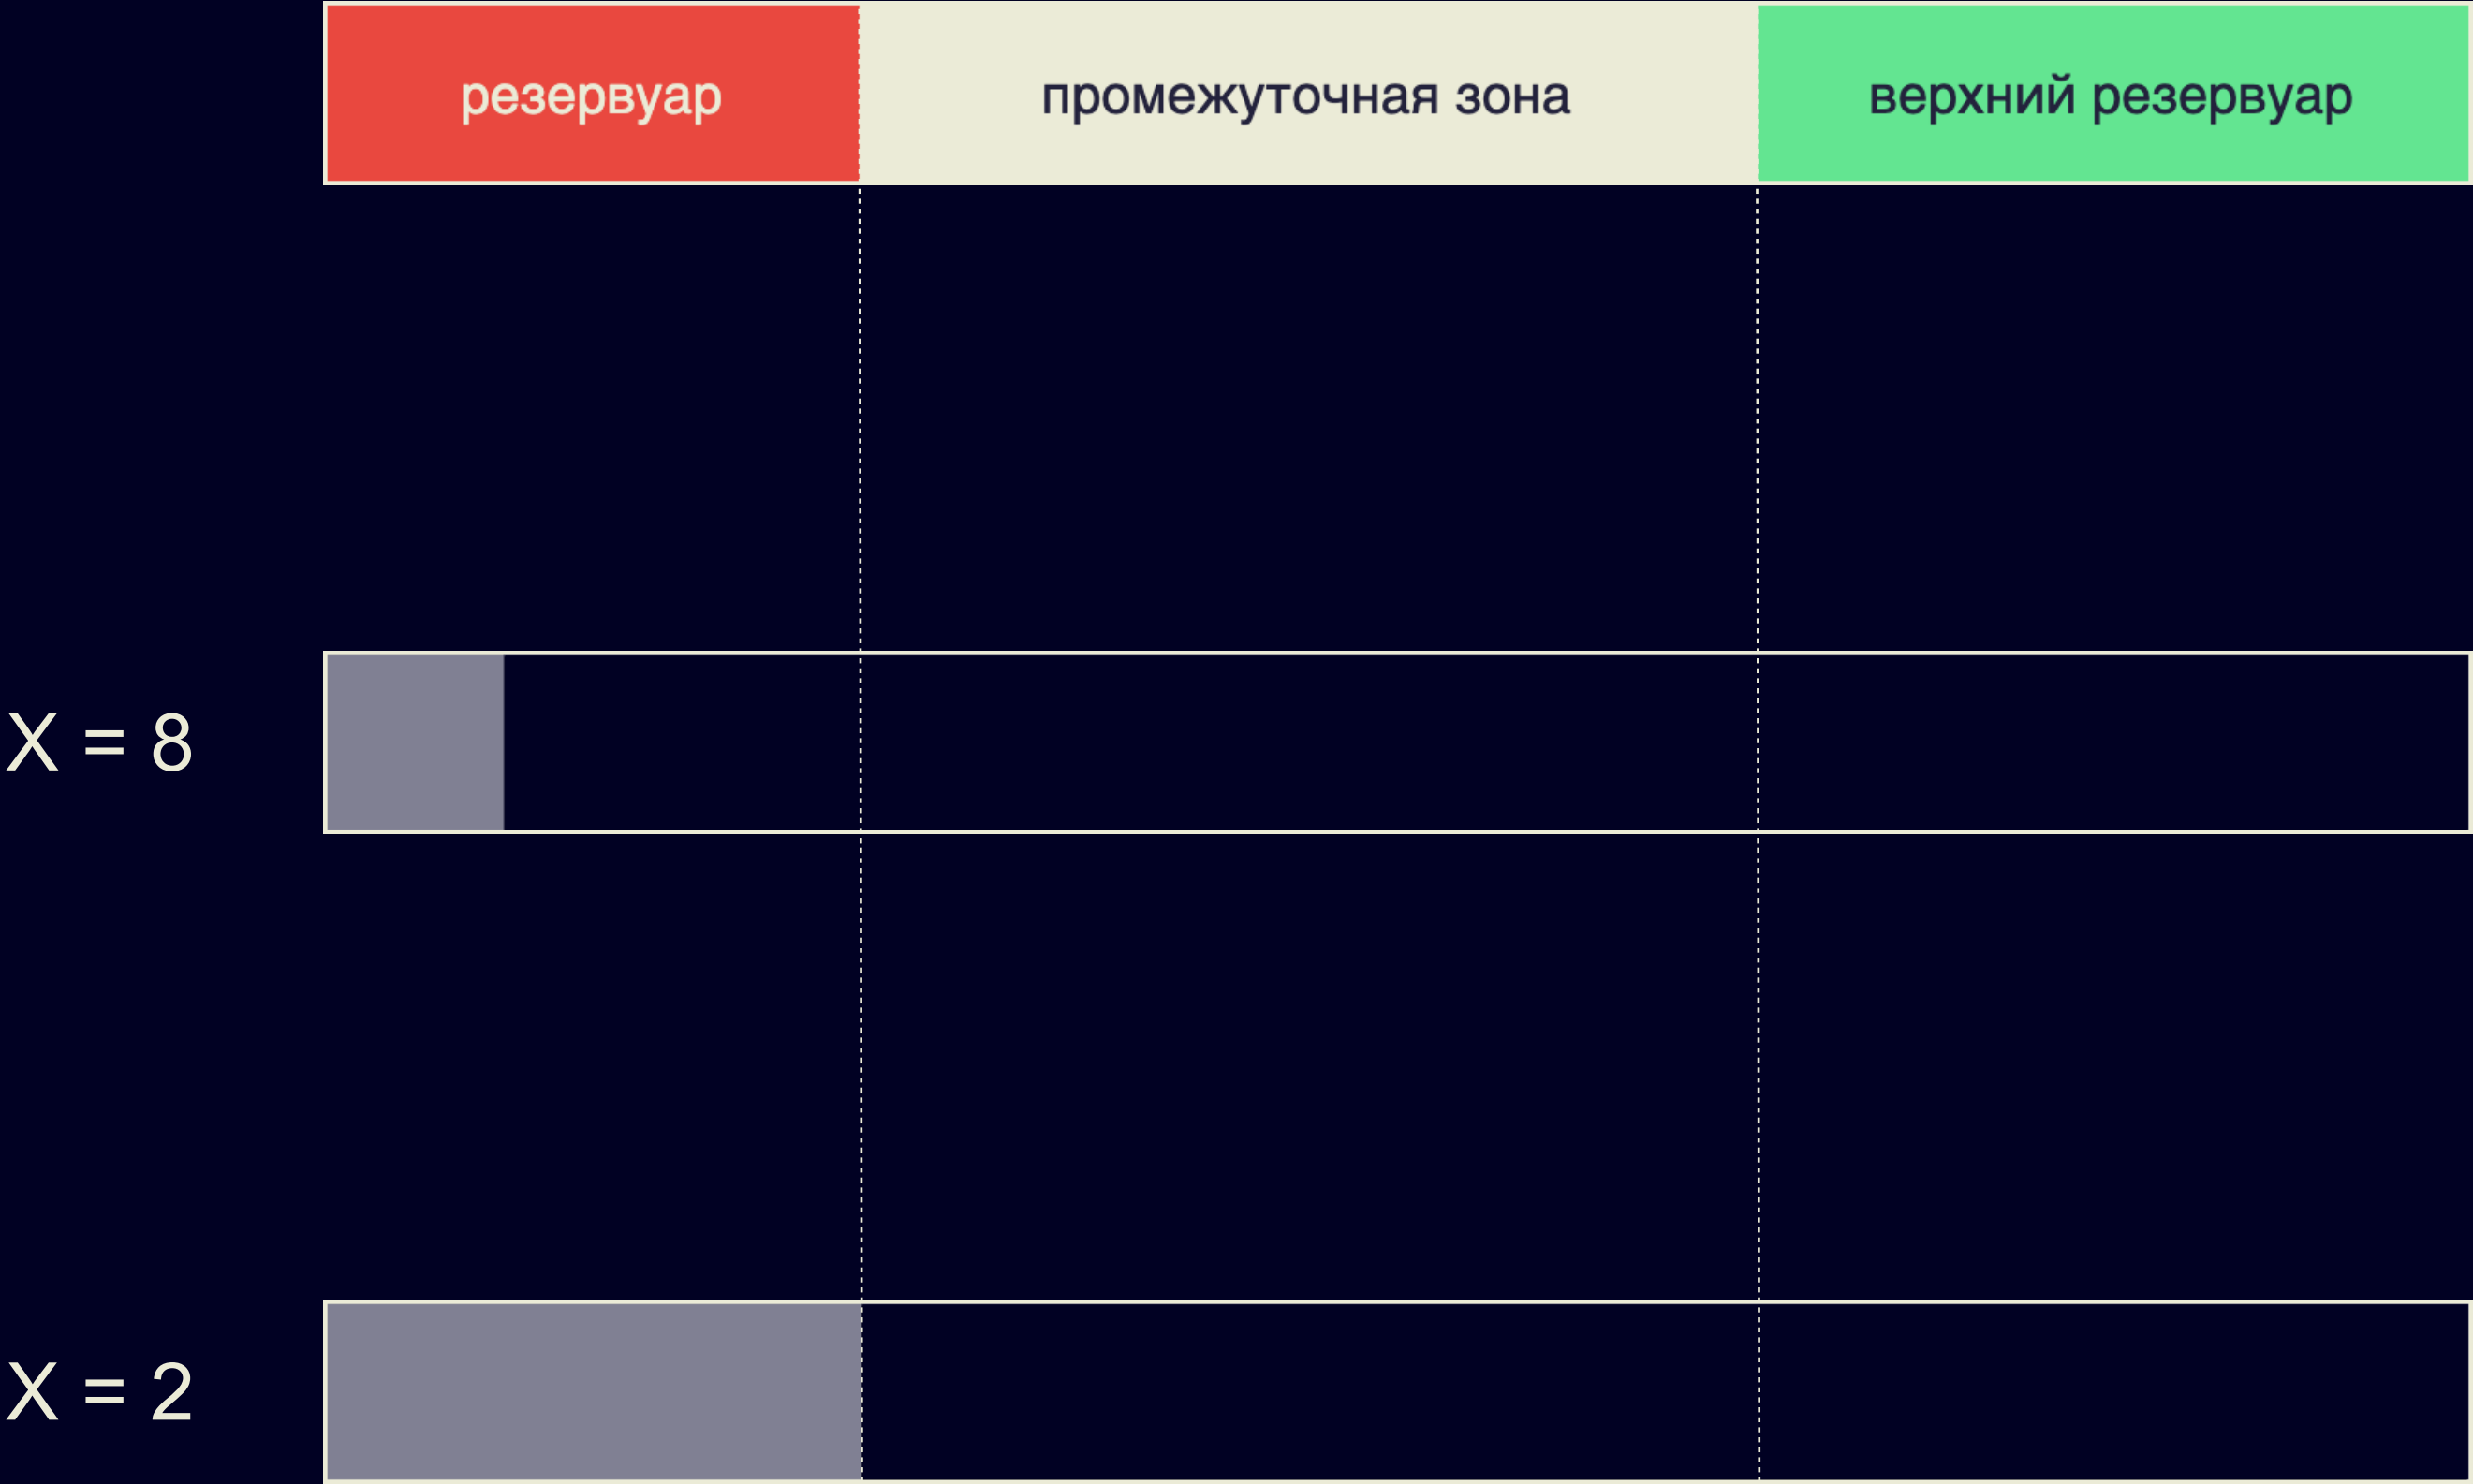 резервуар
промежуточная зона
верхний резервуар
X = 8
X = 2